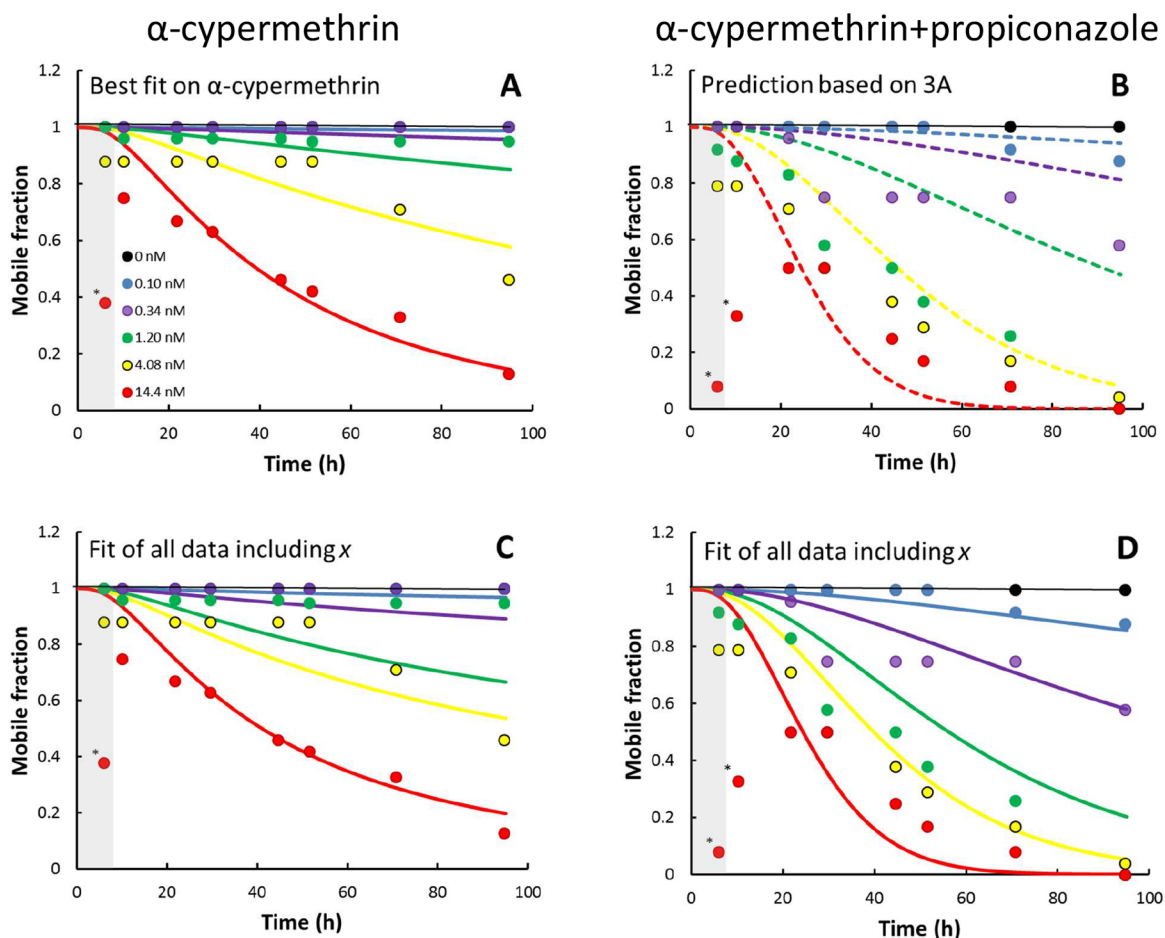 α-cypermethrin
α-cypermethrin+propiconazole
Best fit on α-cypermethrin
A
Mobile fraction
1.2
1
0.8
0.6
0.4
0.2
0
0 nM
0.10 nM
0.34 nM
1.20 nM
4.08 nM
14.4 nM
*
0
20
40
60
80
100
Time (h)
Prediction based on 3A
B
Mobile fraction
1.2
1
0.8
0.6
0.4
0.2
0
*
*
0
20
40
60
80
100
Time (h)
Fit of all data including x
C
Mobile fraction
1.2
1
0.8
0.6
0.4
0.2
0
*
0
20
40
60
80
100
Time (h)
Fit of all data including x
D
Mobile fraction
1.2
1
0.8
0.6
0.4
0.2
0
*
*
0
20
40
60
80
100
Time (h)